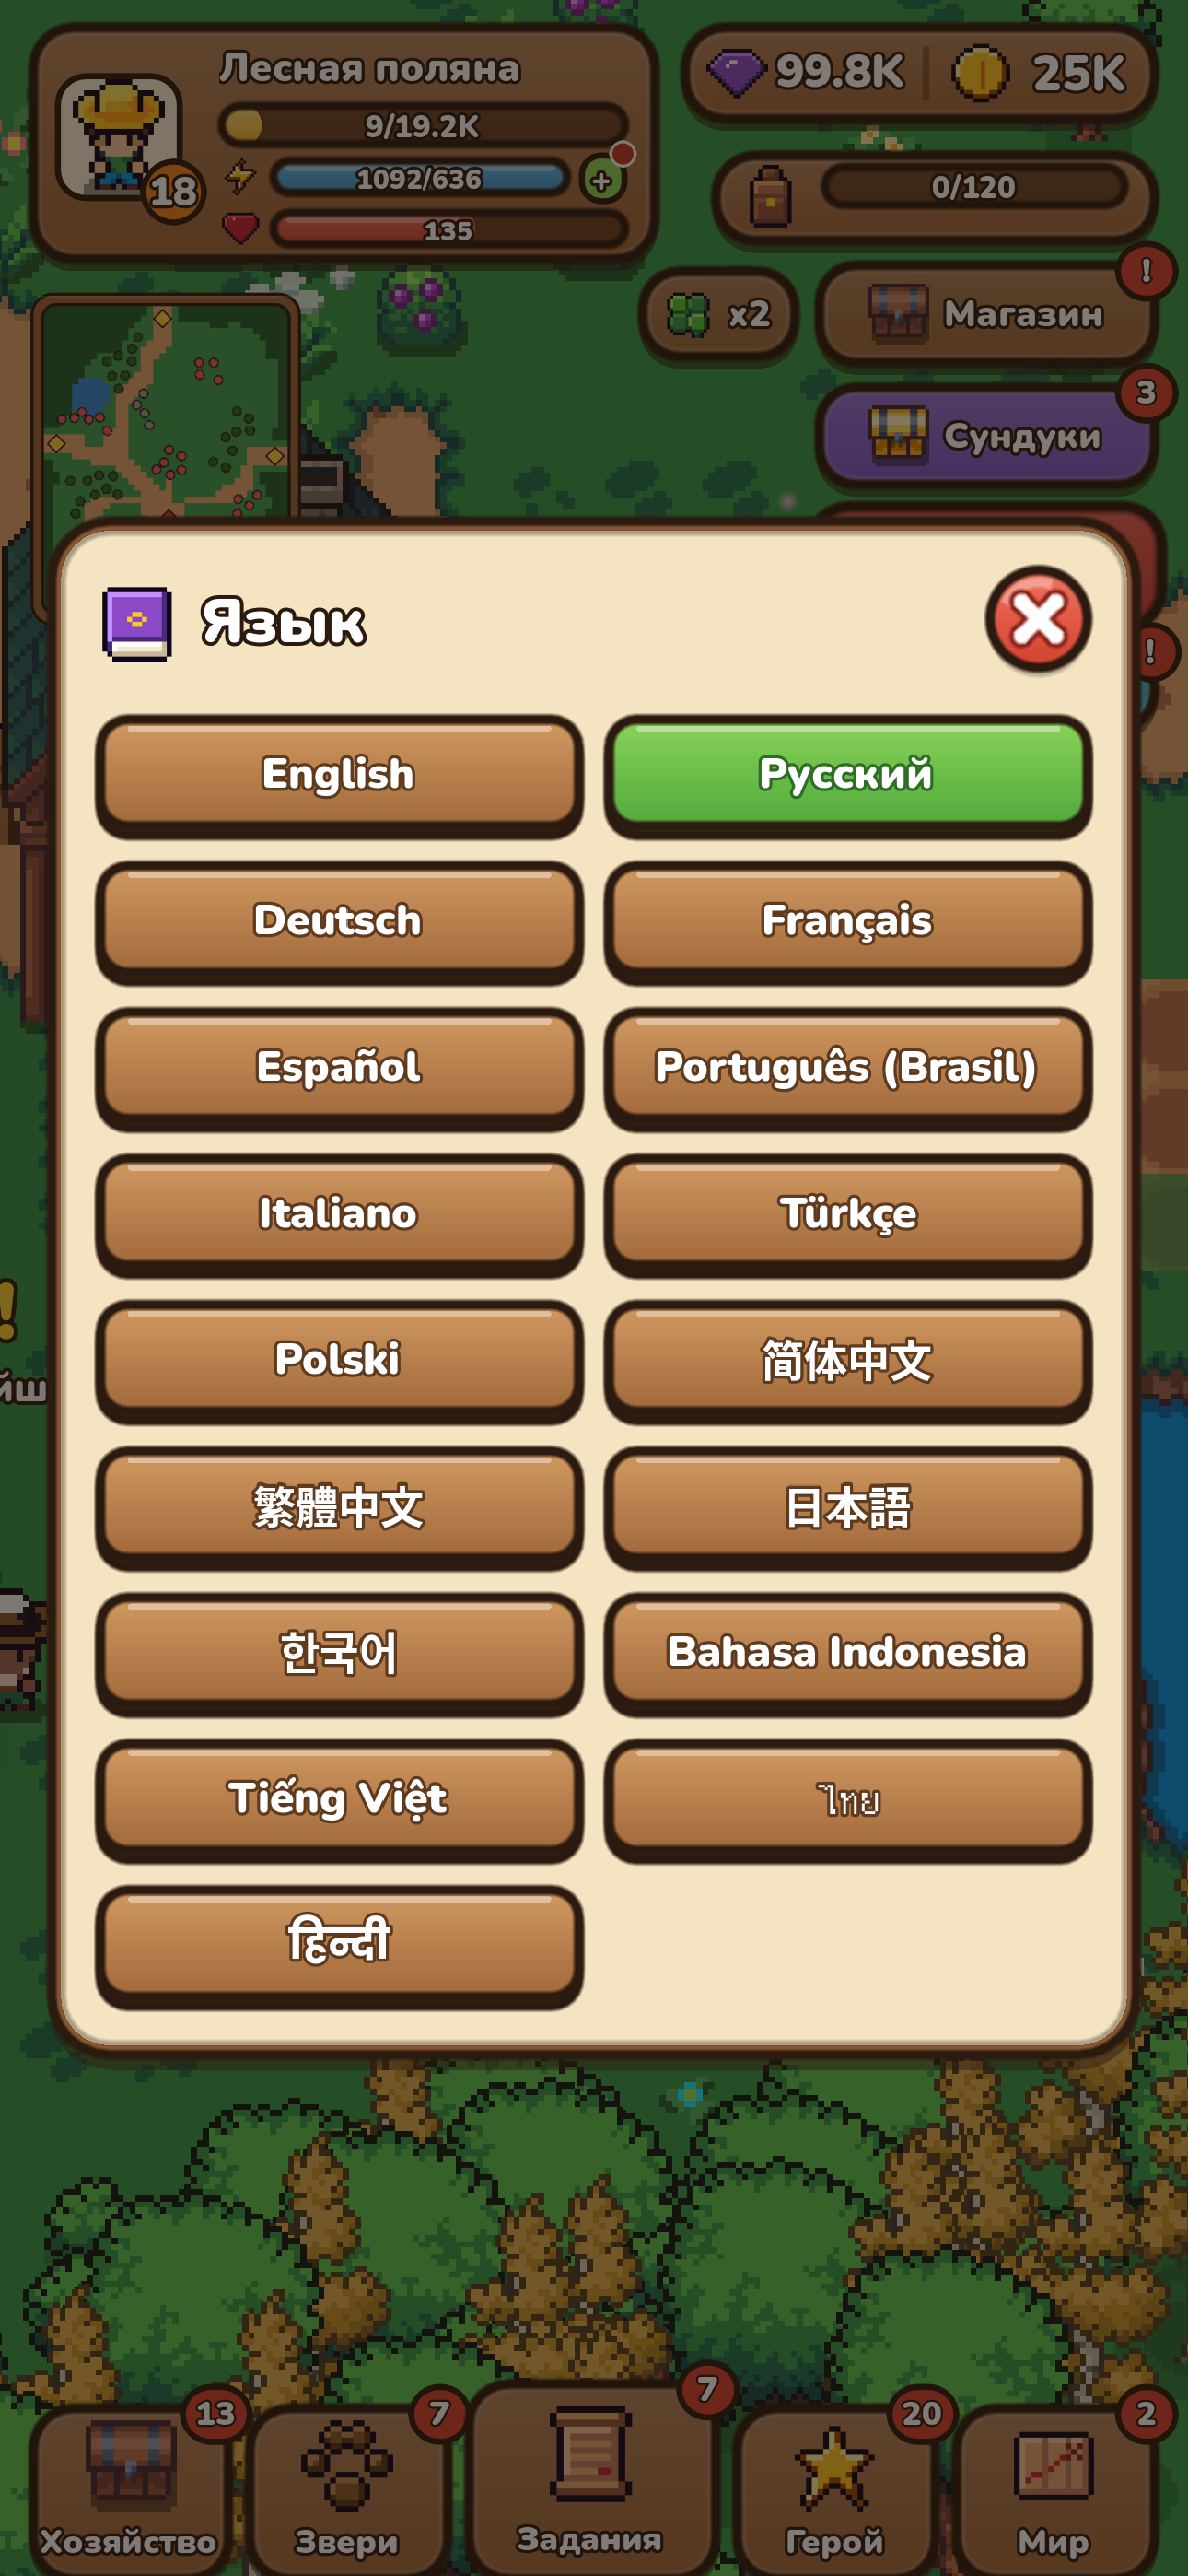 Лесная поляна
99.8K
25K
9/19.2K
18
1092/636
0/120
135
x2
Магазин
!
Сундуки
3
Язык
!
English
Русский
Deutsch
Français
Español
Português (Brasil)
Italiano
Türkçe
Polski
简体中文
繁體中文
日本語
한국어
Bahasa Indonesia
Tiếng Việt
ไทย
हिन्दी
13
7
7
20
2
Хозяйство
Звери
Задания
Герой
Мир